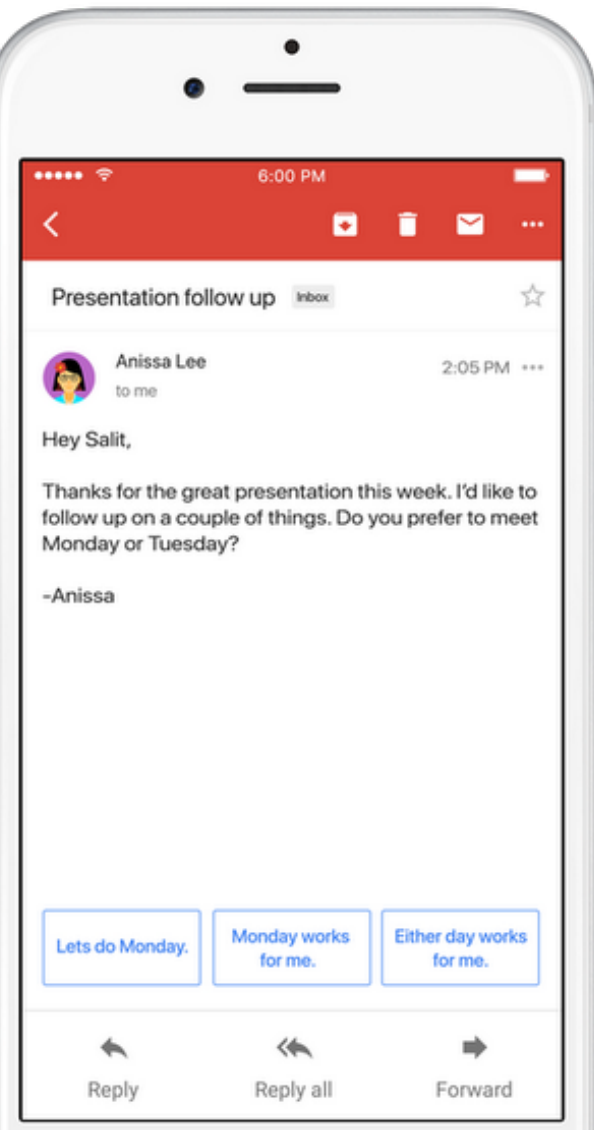 6:00 PM
Presentation follow up Inbox
Anissa Lee
2:05 PM
to me
Hey Salit,
Thanks for the great presentation this week. I'd like to
follow up on a couple of things. Do you prefer to meet
Monday or Tuesday?
-Anissa
Lets do Monday.
Monday works
for me.
Either day works
for me.
Reply
Reply all
Forward